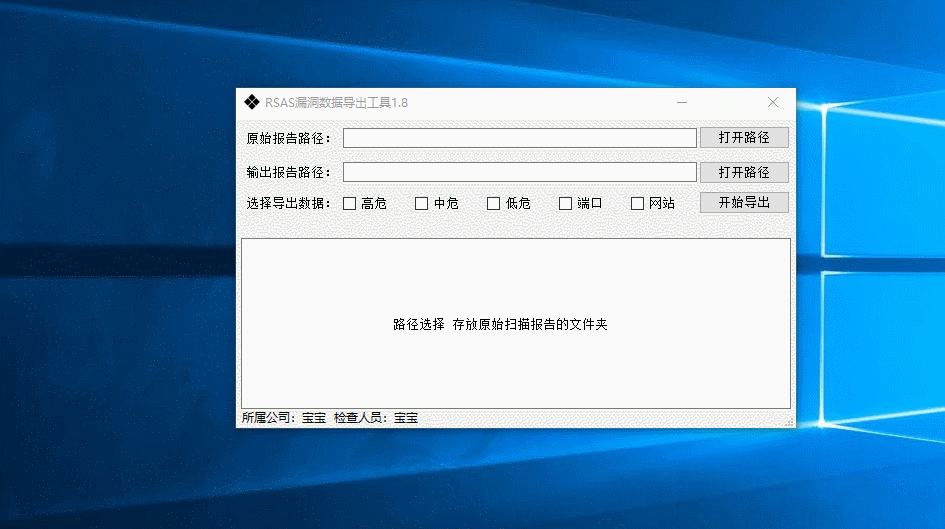 RSAS漏洞数据导出工具1.8
原始报告路径： 打开路径
输出报告路径： 打开路径
选择导出数据： 高危 中危 低危 端口 网站 开始导出
路径选择 存放原始扫描报告的文件夹
所属公司：宝宝 检查人员：宝宝